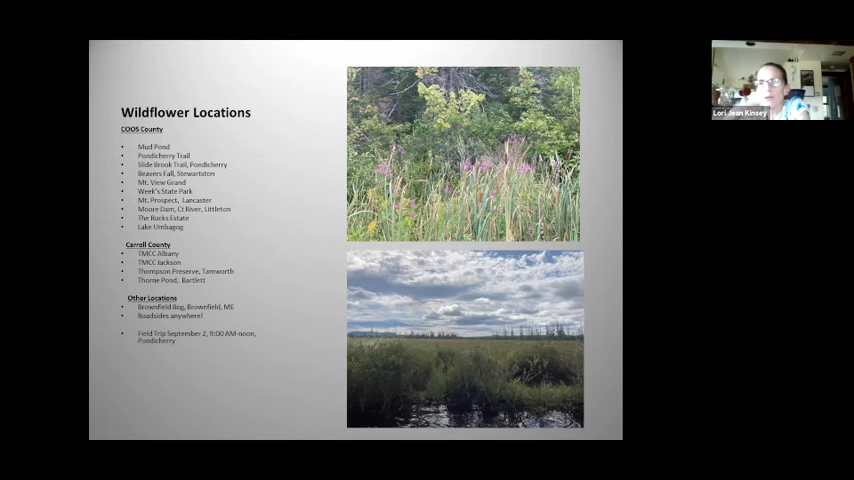 Wildflower Locations
COOS County
• Mud Pond
• Pondicherry Trail
• Slide Brook Trail, Pondicherry
• Beavers Fall, Stewartston
• Mt. View Grand
• Week's State Park
• Mt. Prospect, Lancaster
• Moore Dam, Ct River, Littleton
• The Rocks Estate
• Lake Umbagog
Carroll County
• TMCC Albany
• TMCC Jackson
• Thompson Preserve, Tamworth
• Thorne Pond, Bartlett
Other Locations
• Brownfield Bog, Brownfield, ME
• Roadsides anywhere!
• Field Trip September 2, 9:00 AM-noon,
Pondicherry
Lori Jean Kinsey